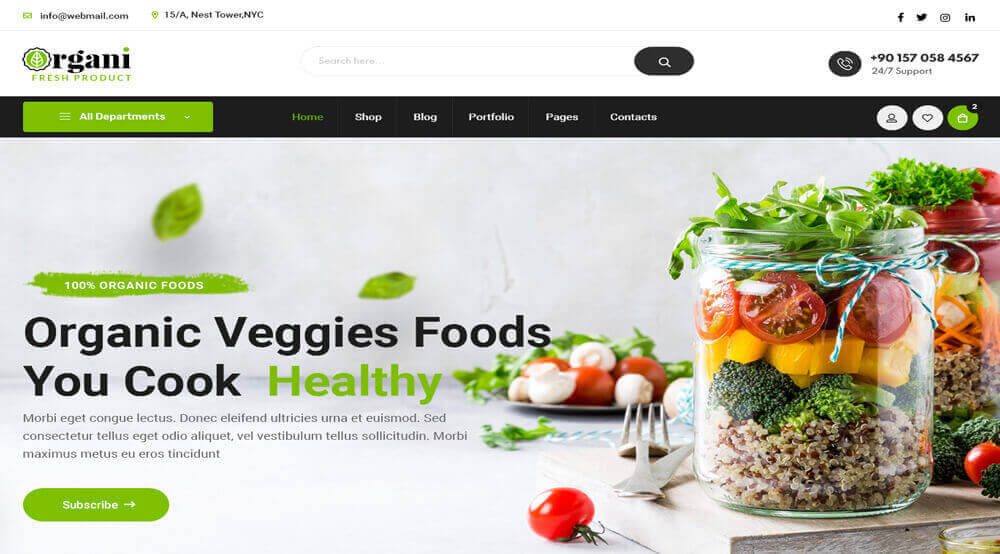 info@webmail.com
15/A, Nest Tower,NYC
Organi
FRESH PRODUCT
Search here...
+90 157 058 4567
24/7 Support
All Departments
Home
Shop
Blog
Portfolio
Pages
Contacts
2
100% ORGANIC FOODS
Organic Veggies Foods
You Cook Healthy
Morbi eget congue lectus. Donec eleifend ultricies urna et euismod. Sed
consectetur tellus eget odio aliquet, vel vestibulum tellus sollicitudin. Morbi
maximus metus eu eros tincidunt
Subscribe